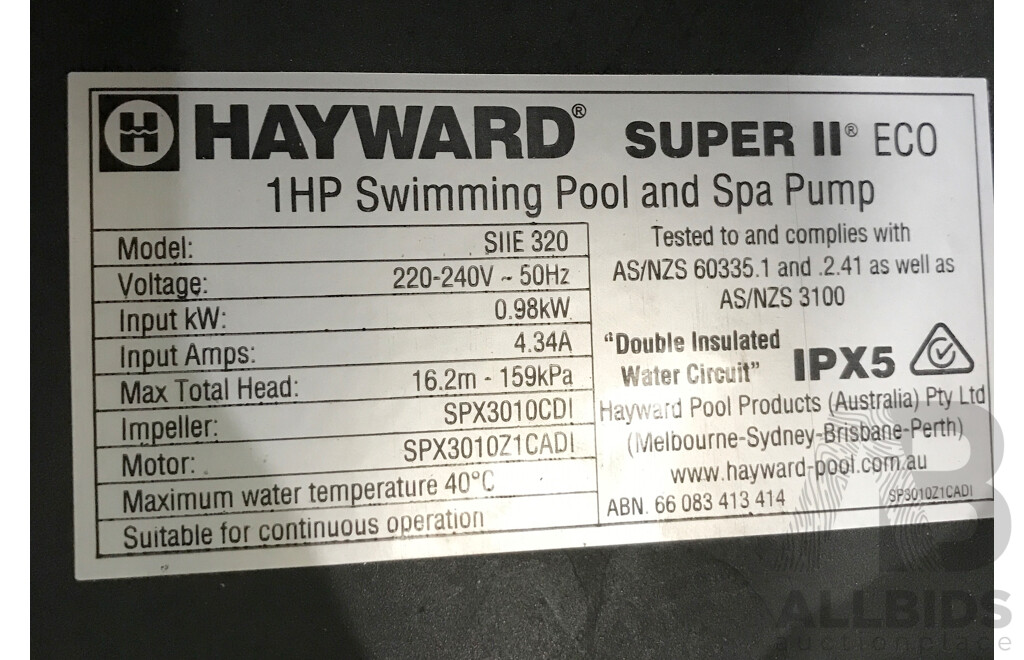 HAYWARD® SUPER II® ECO
1HP Swimming Pool and Spa Pump
Model: SIIE 320
Voltage: 220-240V ~ 50Hz
Input kW: 0.98kW
Input Amps: 4.34A
Max Total Head: 16.2m - 159kPa
Impeller: SPX3010CDI
Motor: SPX3010Z1CADI
Maximum water temperature 40°C
Suitable for continuous operation
Tested to and complies with
AS/NZS 60335.1 and .2.41 as well as
AS/NZS 3100
"Double Insulated
Water Circuit" IPX5
Hayward Pool Products (Australia) Pty Ltd
(Melbourne-Sydney-Brisbane-Perth)
www.hayward-pool.com.au
ABN. 66 083 413 414
SP3010Z1CADI
ALLBIDS
auctionplace